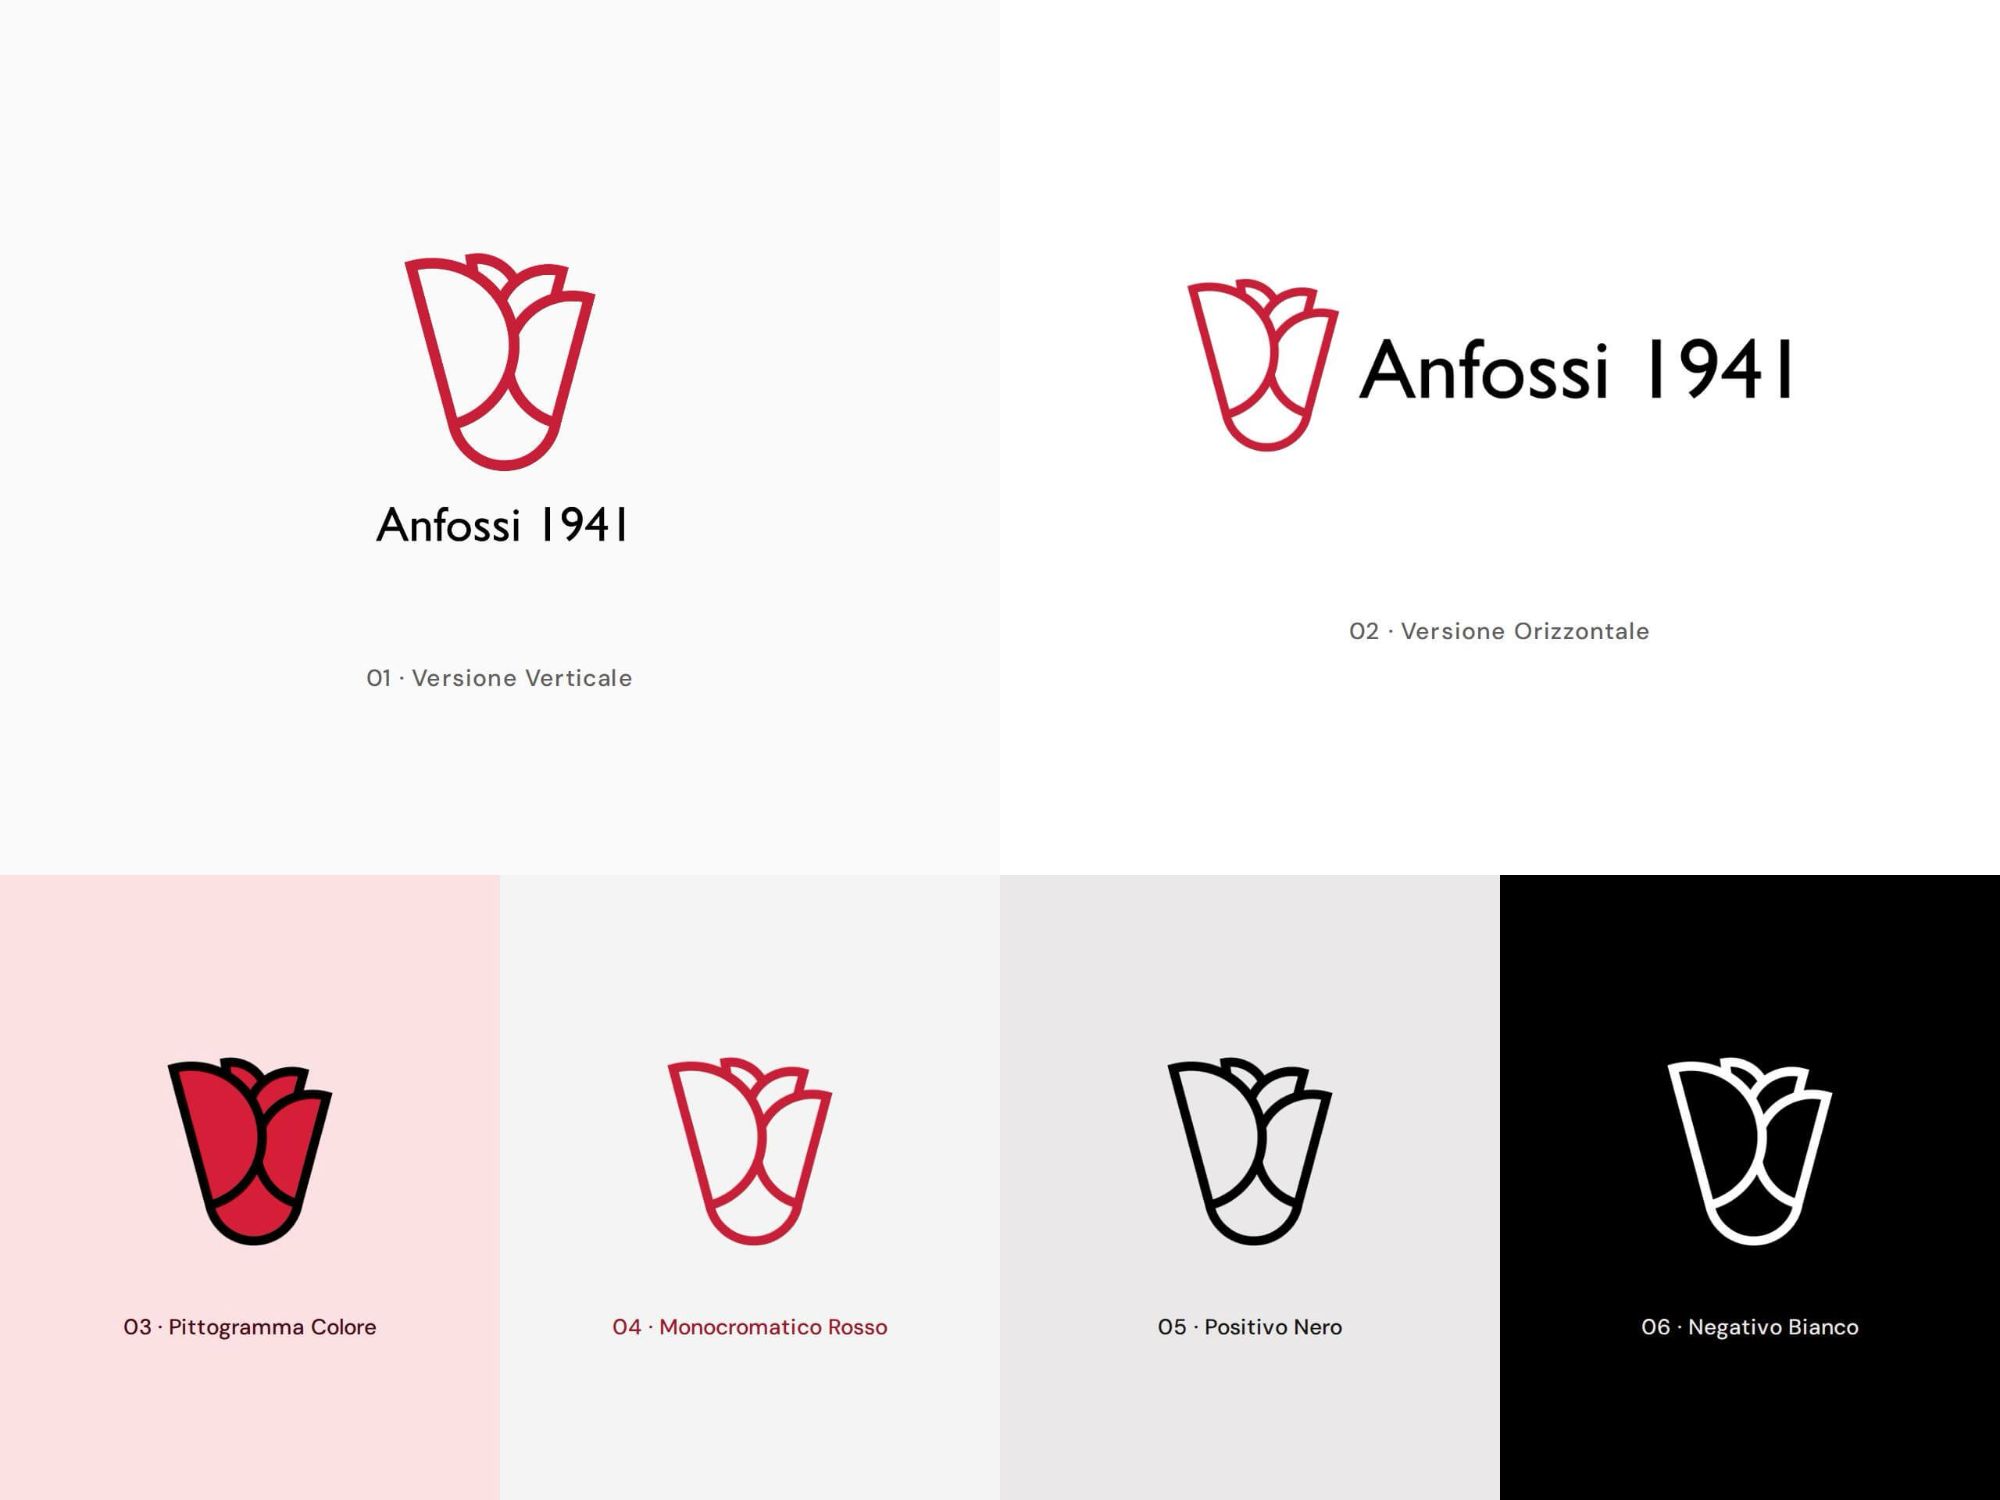 Anfossi 1941
01 · Versione Verticale
Anfossi 1941
02 · Versione Orizzontale
03 · Pittogramma Colore
04 · Monocromatico Rosso
05 · Positivo Nero
06 · Negativo Bianco